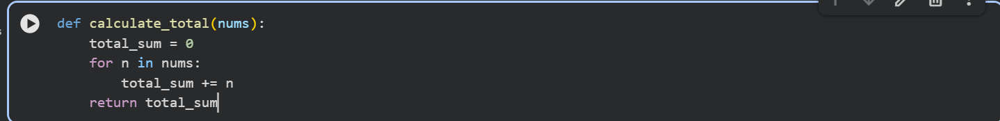 def calculate_total(nums):
    total_sum = 0
    for n in nums:
        total_sum += n
    return total_sum